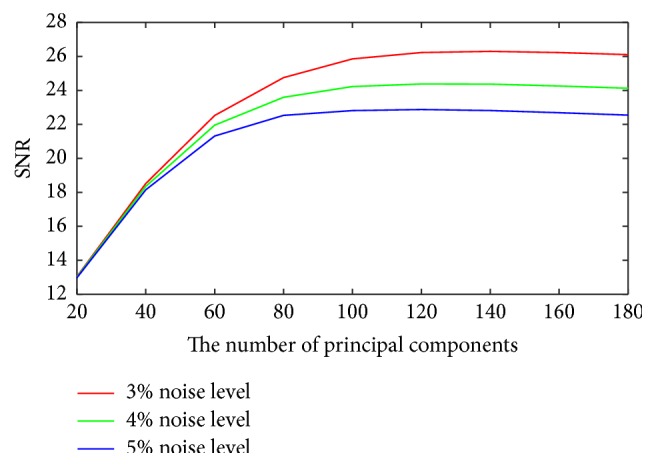 28
26
24
22
20
18
16
14
12
SNR
20 40 60 80 100 120 140 160 180
The number of principal components
3% noise level
4% noise level
5% noise level